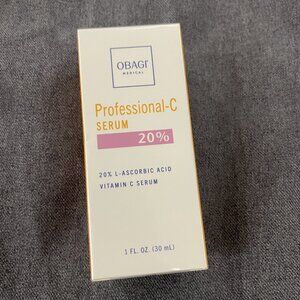 OBAGI
MEDICAL
Professional-C
SERUM
20%
20% L-ASCORBIC ACID
VITAMIN C SERUM
1 FL. OZ. (30 mL)